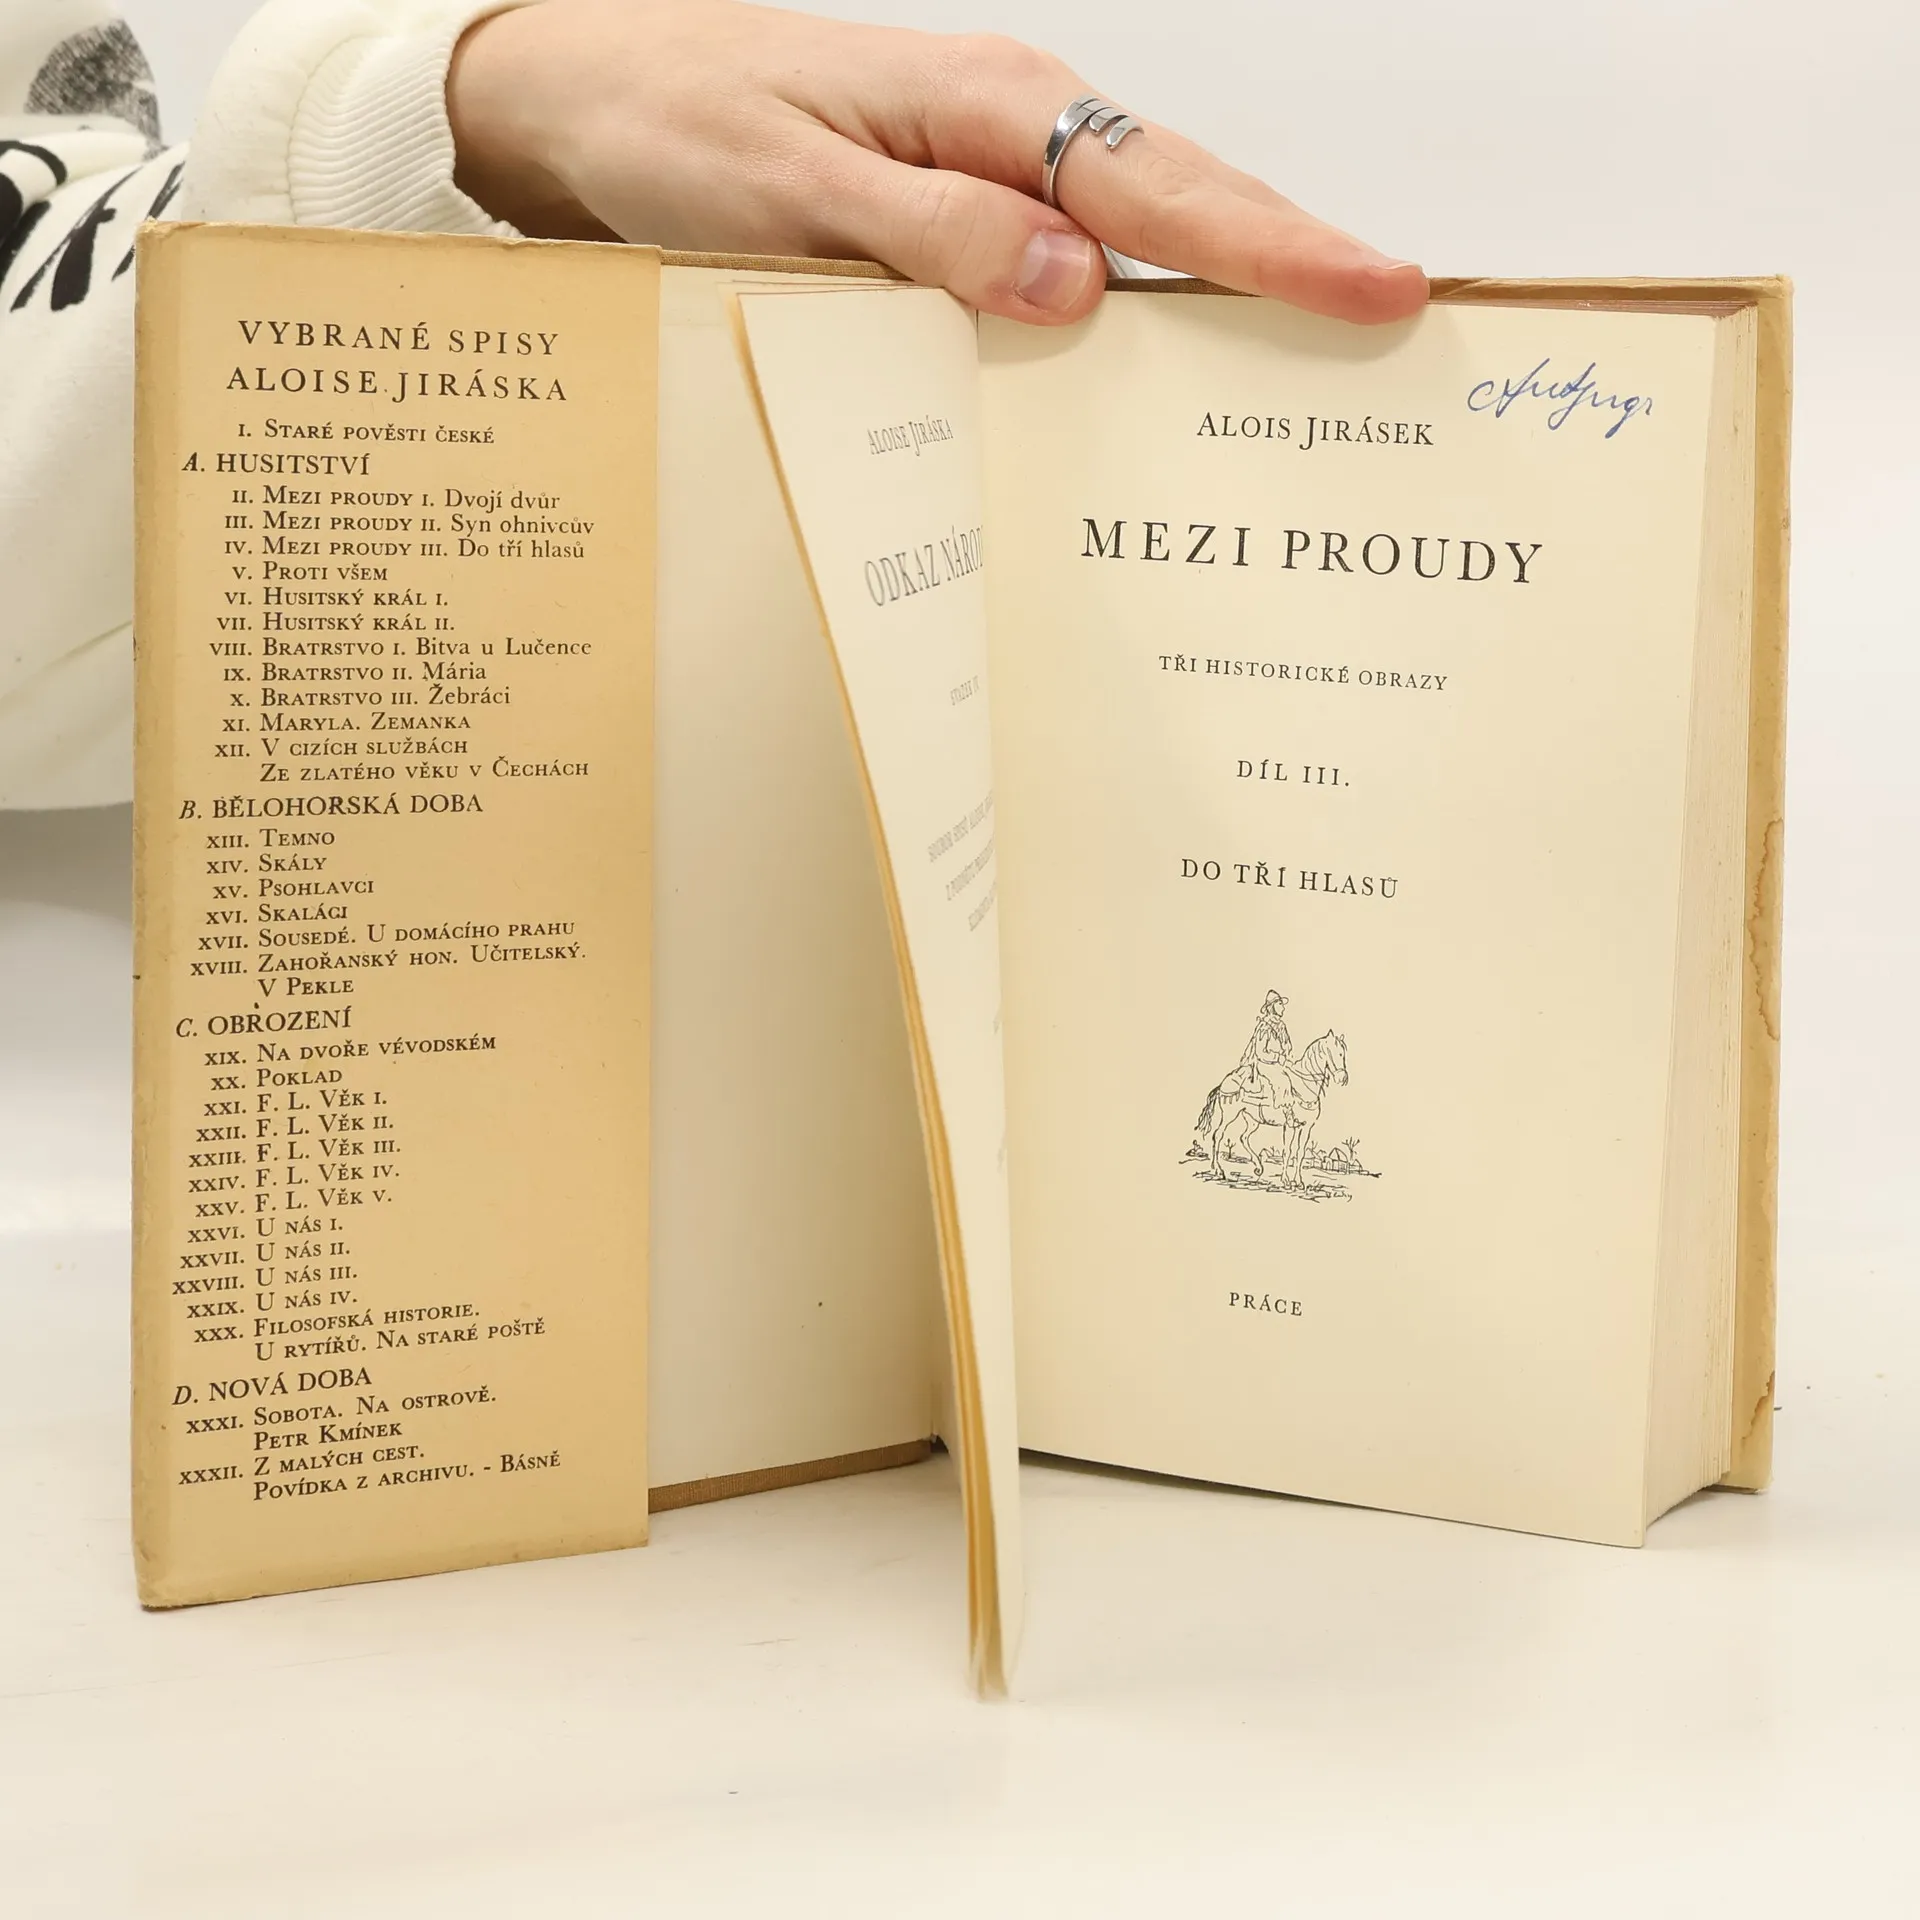 VYBRANÉ SPISY
ALOISE JIRÁSKA
I. STARÉ POVĚSTI ČESKÉ
A. HUSITSTVÍ
II. MEZI PROUDY I. Dvojí dvůr
III. MEZI PROUDY II. Syn ohnivcův
IV. MEZI PROUDY III. Do tří hlasů
V. PROTI VŠEM
VI. HUSITSKÝ KRÁL I.
VII. HUSITSKÝ KRÁL II.
VIII. BRATRSTVO I. Bitva u Lučence
IX. BRATRSTVO II. Mária
X. BRATRSTVO III. Žebráci
XI. MARYLA. ZEMANKA
XII. V CIZÍCH SLUŽBÁCH
ZE ZLATÉHO VĚKU V ČECHÁCH
B. BĚLOHORSKÁ DOBA
XIII. TEMNO
XIV. SKÁLY
XV. PSOHLAVCI
XVI. SKALÁCI
XVII. SOUSEDÉ. U DOMÁCÍHO PRAHU
XVIII. ZAHOŘANSKÝ HON. UČITELSKÝ.
V PEKLE
C. OBROZENÍ
XIX. NA DVOŘE VÉVODSKÉM
XX. POKLAD
XXI. F. L. VĚK I.
XXII. F. L. VĚK II.
XXIII. F. L. VĚK III.
XXIV. F. L. VĚK IV.
XXV. F. L. VĚK V.
XXVI. U NÁS I.
XXVII. U NÁS II.
XXVIII. U NÁS III.
XXIX. U NÁS IV.
XXX. FILOSOFSKÁ HISTORIE.
U RYTÍŘŮ. NA STARÉ POŠTĚ
D. NOVÁ DOBA
XXXI. SOBOTA. NA OSTROVĚ.
PETR KMÍNEK
XXXII. Z MALÝCH CEST.
POVÍDKA Z ARCHIVU. - BÁSNĚ
ALOISE JIRÁSKA
ODKAZ NÁROD
ALOIS JIRÁSEK
MEZI PROUDY
TŘI HISTORICKÉ OBRAZY
DÍL III.
DO TŘÍ HLASŮ
PRÁCE